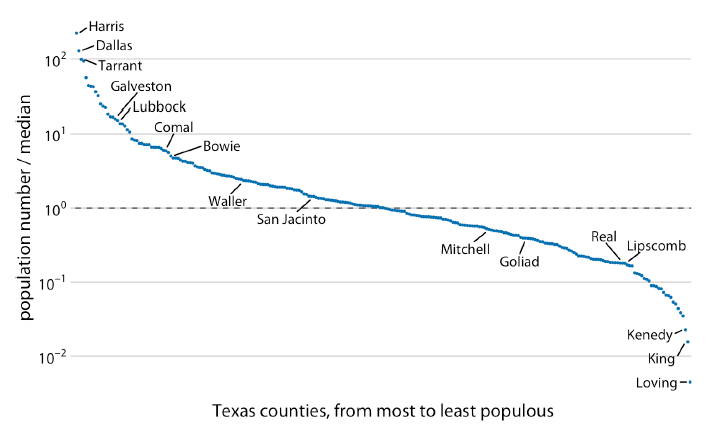 Harris
Dallas
10²
Tarrant
Galveston
Lubbock
Comal
10¹
Bowie
Waller
10⁰
San Jacinto
Mitchell
Goliad
Real
Lipscomb
10⁻¹
Kenedy
10⁻²
King
Loving
population number / median
Texas counties, from most to least populous